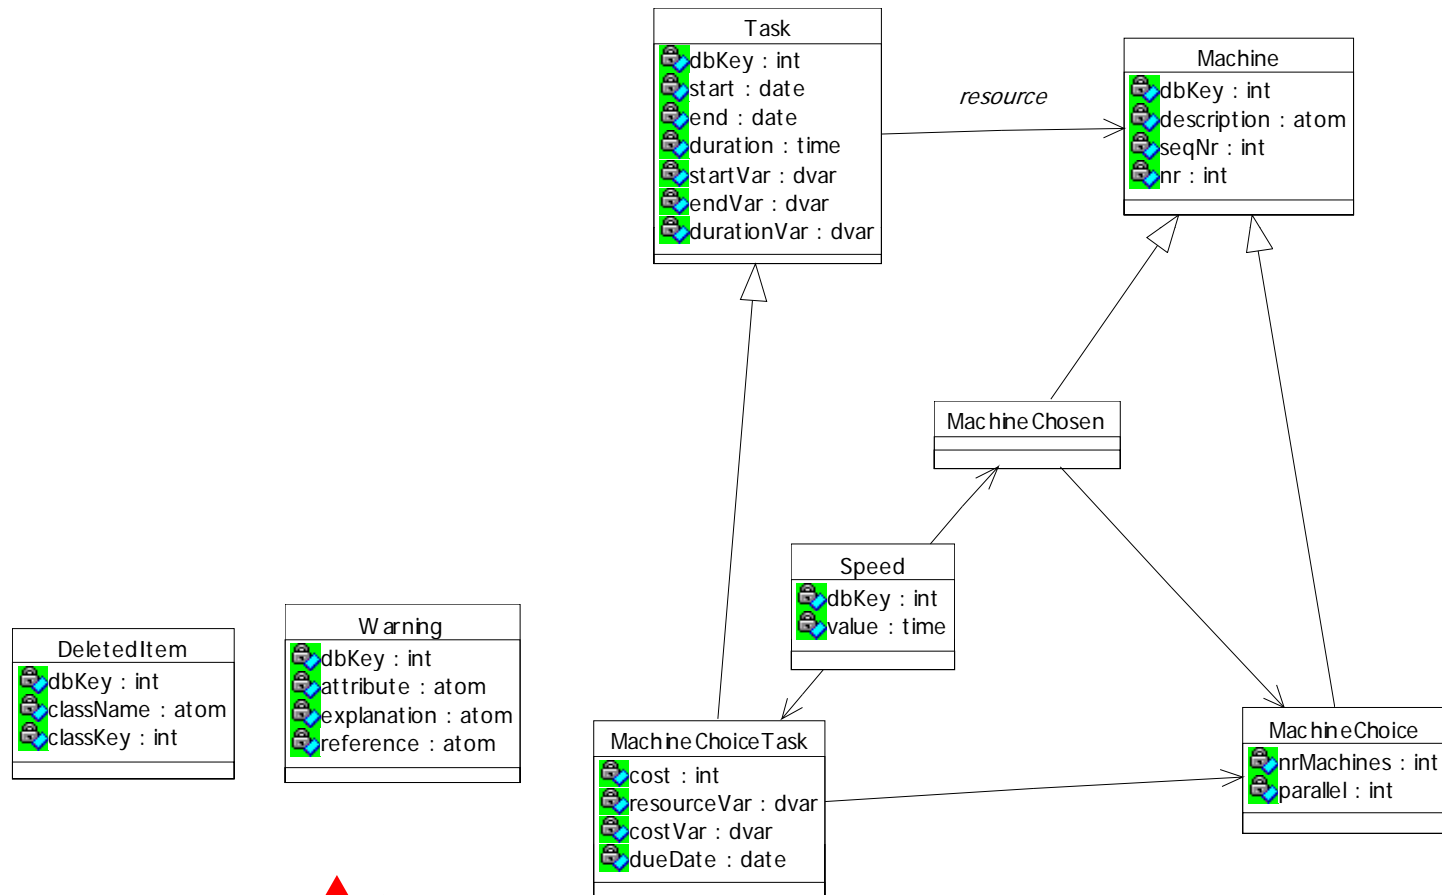 Task
dbKey : int
start : date
end : date
duration : time
startVar : dvar
endVar : dvar
durationVar : dvar
resource
Machine
dbKey : int
description : atom
seqNr : int
nr : int
MachineChosen
Speed
dbKey : int
value : time
DeletedItem
dbKey : int
className : atom
classKey : int
Warning
dbKey : int
attribute : atom
explanation : atom
reference : atom
MachineChoiceTask
cost : int
resourceVar : dvar
costVar : dvar
dueDate : date
MachineChoice
nrMachines : int
parallel : int